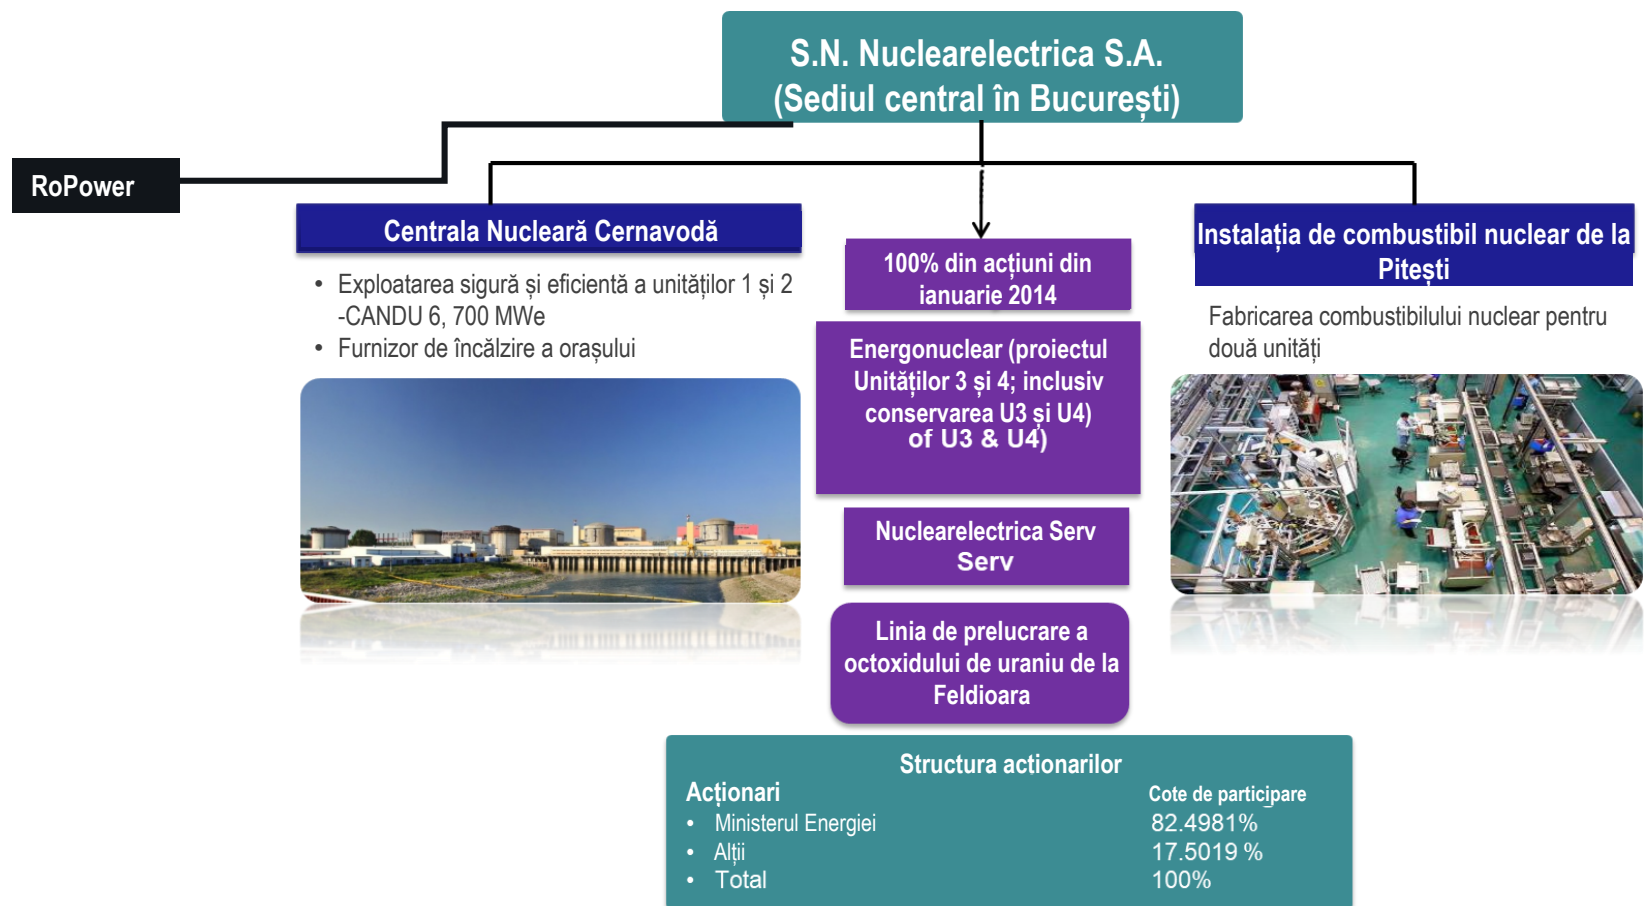 S.N. Nuclearelectrica S.A.
(Sediul central în București)
RoPower
Centrala Nucleară Cernavodă
• Exploatarea sigură și eficientă a unităților 1 și 2
-CANDU 6, 700 MWe
• Furnizor de încălzire a orașului
100% din acțiuni din
ianuarie 2014
Energonuclear (proiectul
Unităților 3 și 4; inclusiv
conservarea U3 și U4)
of U3 & U4)
Nuclearelectrica Serv
Serv
Linia de prelucrare a
octoxidului de uraniu de la
Feldioara
Instalația de combustibil nuclear de la
Pitești
Fabricarea combustibilului nuclear pentru
două unități
Structura actionarilor
Acționari Cote de participare
• Ministerul Energiei 82.4981%
• Alții 17.5019 %
• Total 100%